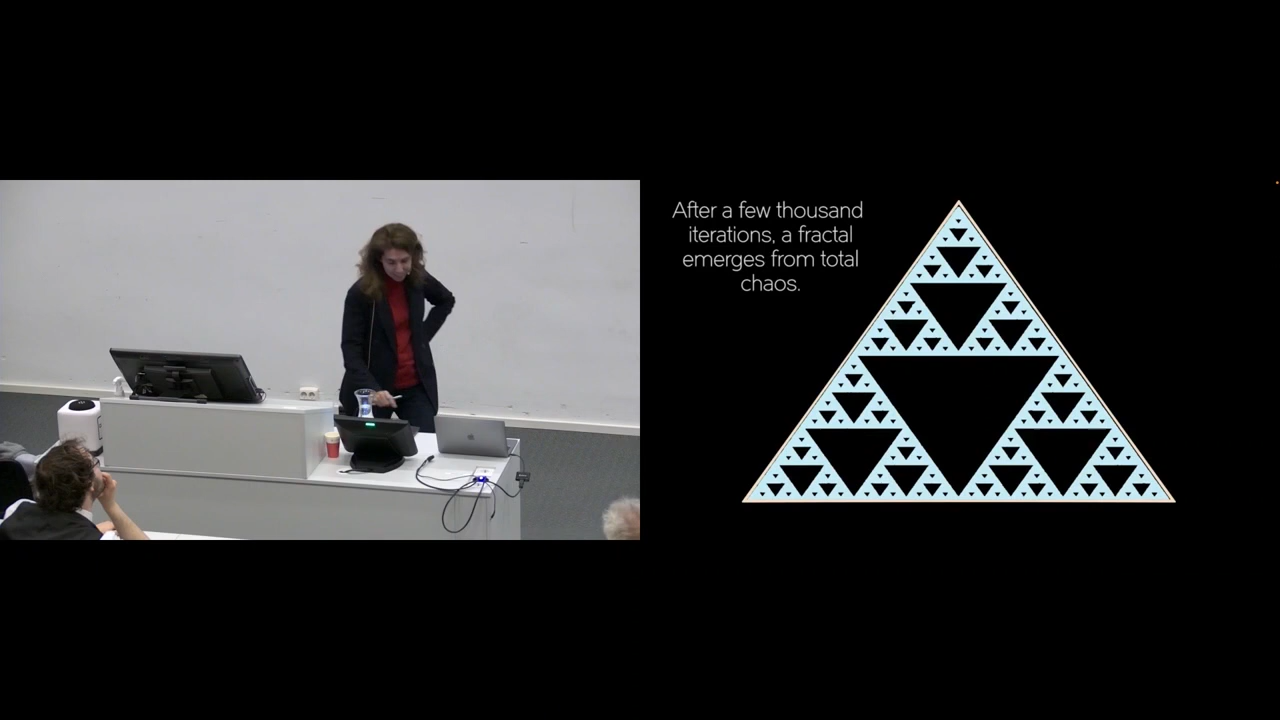 After a few thousand
iterations, a fractal
emerges from total
chaos.